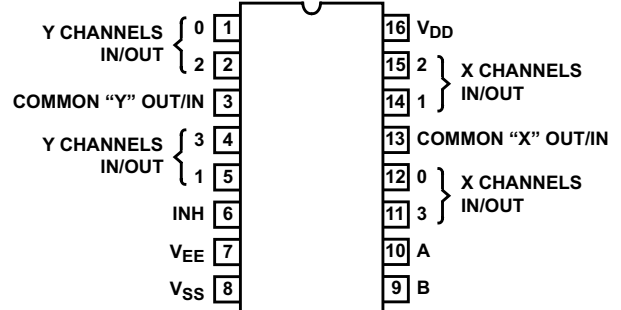 Y CHANNELS IN/OUT
0 1
2 2
COMMON “Y” OUT/IN 3
Y CHANNELS IN/OUT
3 4
1 5
INH 6
VEE 7
VSS 8
16 VDD
15 2
14 1
X CHANNELS IN/OUT
13 COMMON “X” OUT/IN
12 0
11 3
X CHANNELS IN/OUT
10 A
9 B